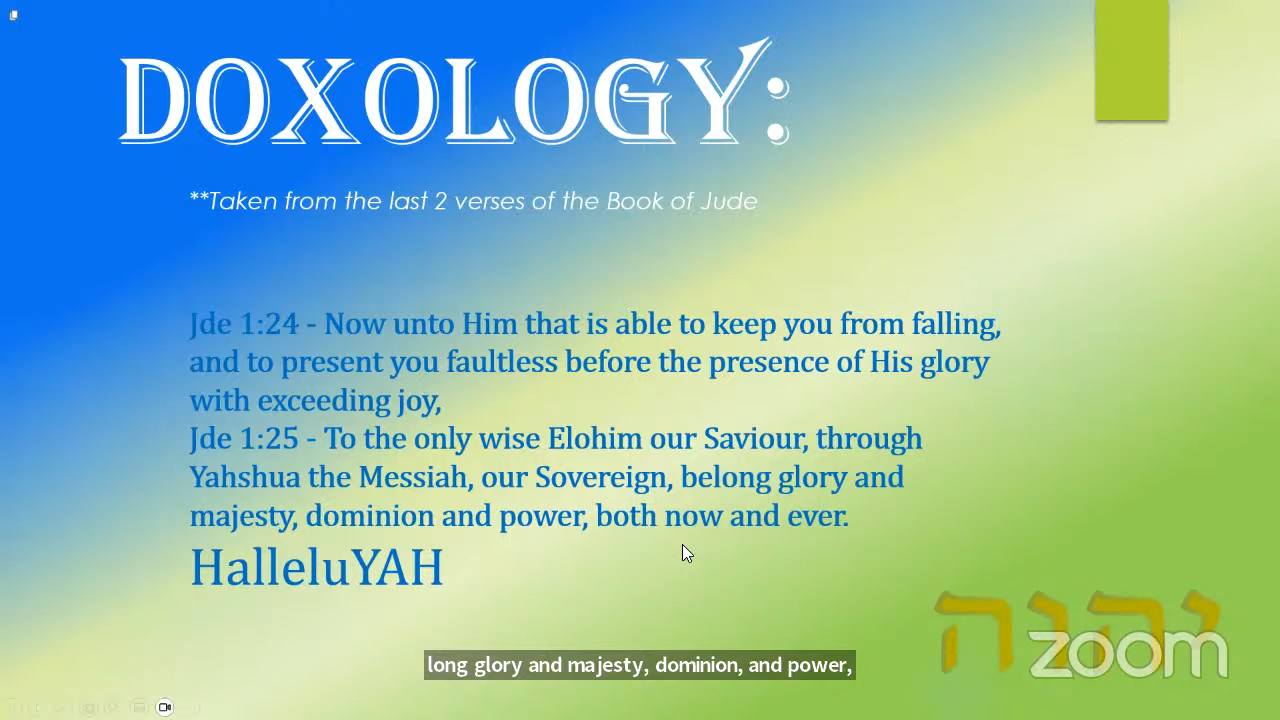 DOXOLOGY:
**Taken from the last 2 verses of the Book of Jude
Jde 1:24 - Now unto Him that is able to keep you from falling,
and to present you faultless before the presence of His glory
with exceeding joy,
Jde 1:25 - To the only wise Elohim our Saviour, through
Yahshua the Messiah, our Sovereign, belong glory and
majesty, dominion and power, both now and ever.
HalleluYAH
יהוה
zoom
long glory and majesty, dominion, and power,